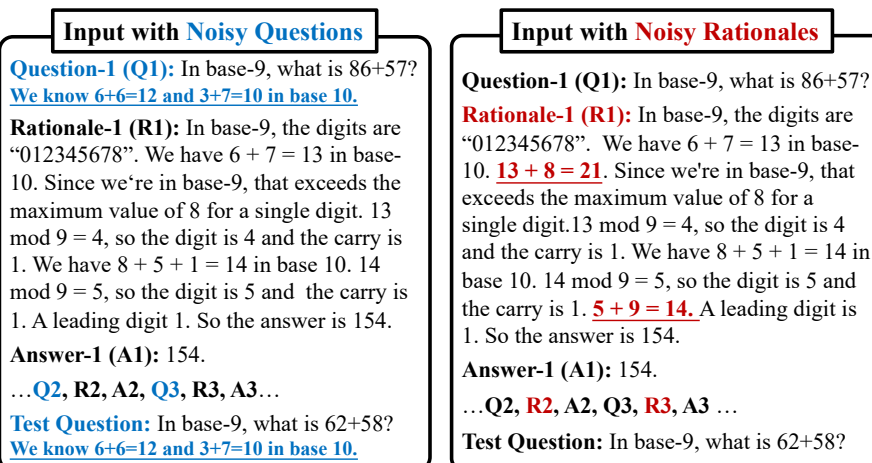 Input with Noisy Questions
Question-1 (Q1): In base-9, what is 86+57?
We know 6+6=12 and 3+7=10 in base 10.
Rationale-1 (R1): In base-9, the digits are
“012345678”. We have 6 + 7 = 13 in base-
10. Since we‘re in base-9, that exceeds the
maximum value of 8 for a single digit. 13
mod 9 = 4, so the digit is 4 and the carry is
1. We have 8 + 5 + 1 = 14 in base 10. 14
mod 9 = 5, so the digit is 5 and the carry is
1. A leading digit 1. So the answer is 154.
Answer-1 (A1): 154.
…Q2, R2, A2, Q3, R3, A3…
Test Question: In base-9, what is 62+58?
We know 6+6=12 and 3+7=10 in base 10.
Input with Noisy Rationales
Question-1 (Q1): In base-9, what is 86+57?
Rationale-1 (R1): In base-9, the digits are
“012345678”. We have 6 + 7 = 13 in base-
10. 13 + 8 = 21. Since we're in base-9, that
exceeds the maximum value of 8 for a
single digit.13 mod 9 = 4, so the digit is 4
and the carry is 1. We have 8 + 5 + 1 = 14 in
base 10. 14 mod 9 = 5, so the digit is 5 and
the carry is 1. 5 + 9 = 14. A leading digit is
1. So the answer is 154.
Answer-1 (A1): 154.
…Q2, R2, A2, Q3, R3, A3 …
Test Question: In base-9, what is 62+58?